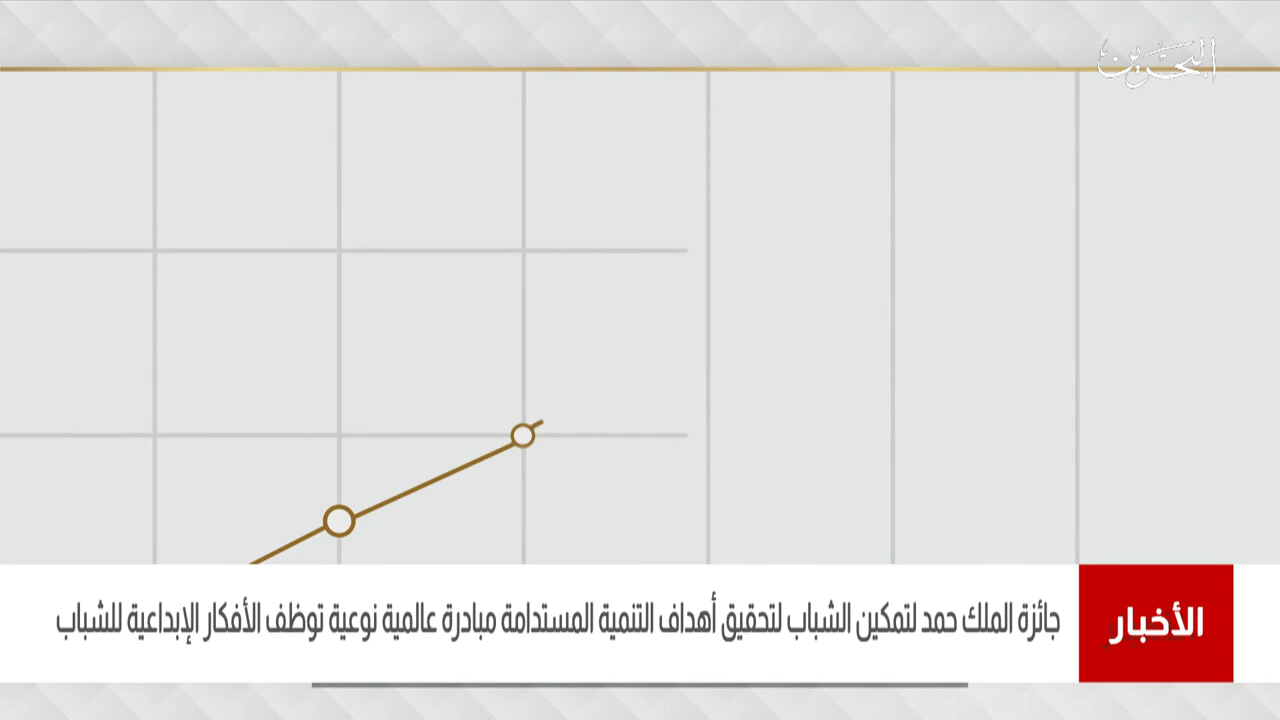 البحرين
جائزة الملك حمد لتمكين الشباب لتحقيق أهداف التنمية المستدامة مبادرة عالمية نوعية توظف الأفكار الإبداعية للشباب
الأخبار